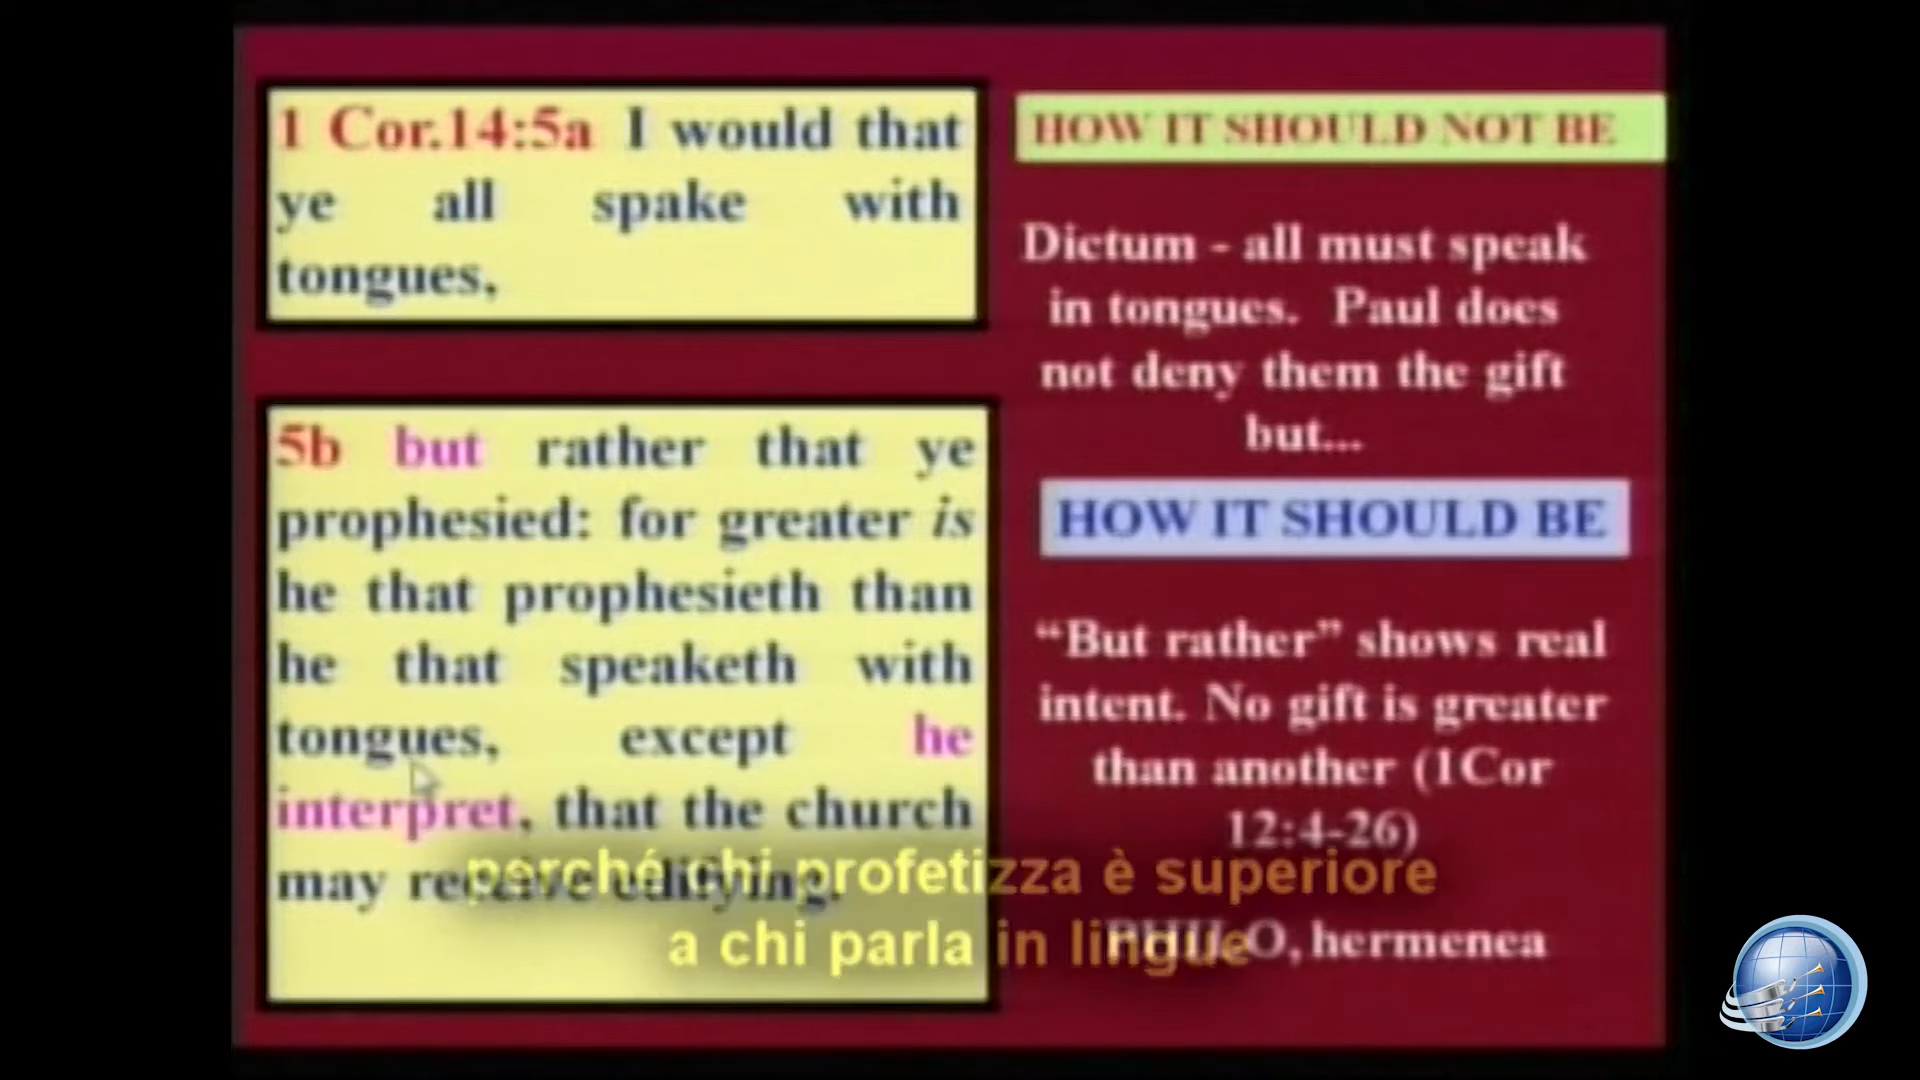 1 Cor.14:5a I would that
ye all spake with
tongues,
5b but rather that ye
prophesied: for greater is
he that prophesieth than
he that speaketh with
tongues, except he
interpret, that the church
may receive edifying.
HOW IT SHOULD NOT BE
Dictum - all must speak
in tongues. Paul does
not deny them the gift
but...
HOW IT SHOULD BE
“But rather” shows real
intent. No gift is greater
than another (1Cor
12:4-26)
PHILO, hermenea
perché chi profetizza è superiore
a chi parla in lingue